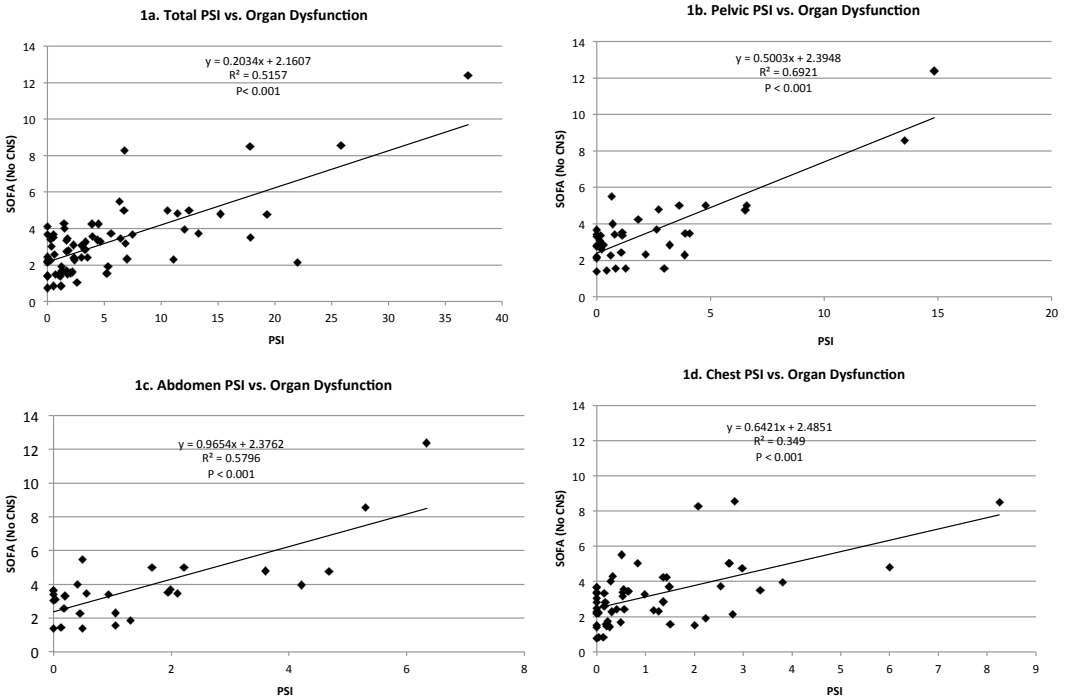 1a. Total PSI vs. Organ Dysfunction
y = 0.2034x + 2.1607
R² = 0.5157
P< 0.001
SOFA (No CNS)
14
12
10
8
6
4
2
0
0 5 10 15 20 25 30 35 40
PSI
1b. Pelvic PSI vs. Organ Dysfunction
y = 0.5003x + 2.3948
R² = 0.6921
P < 0.001
SOFA (No CNS)
14
12
10
8
6
4
2
0
0 5 10 15 20
PSI
1c. Abdomen PSI vs. Organ Dysfunction
y = 0.9654x + 2.3762
R² = 0.5796
P < 0.001
SOFA (No CNS)
14
12
10
8
6
4
2
0
0 2 4 6 8
PSI
1d. Chest PSI vs. Organ Dysfunction
y = 0.6421x + 2.4851
R² = 0.349
P < 0.001
SOFA (No CNS)
14
12
10
8
6
4
2
0
0 1 2 3 4 5 6 7 8 9
PSI